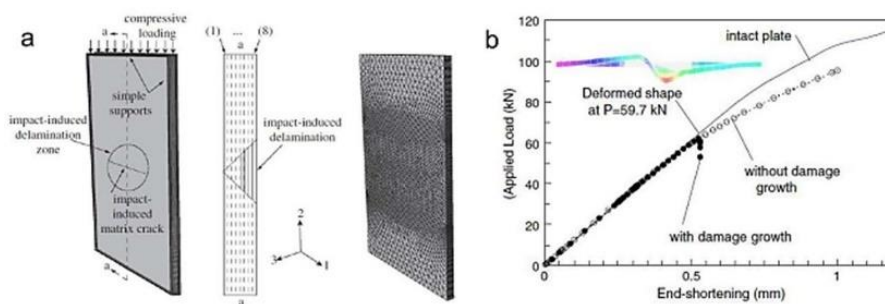 a
compressive
loading
a
(1) ... (8)
a
simple
supports
impact-induced
delamination
zone
impact-induced
delamination
impact-
induced
matrix crack
2
3
1
a
a
b
120
100
80
60
40
20
0
(Applied Load (kN)
intact plate
Deformed shape
at P=59.7 kN
without damage
growth
with damage growth
0 0.5 1
End-shortening (mm)